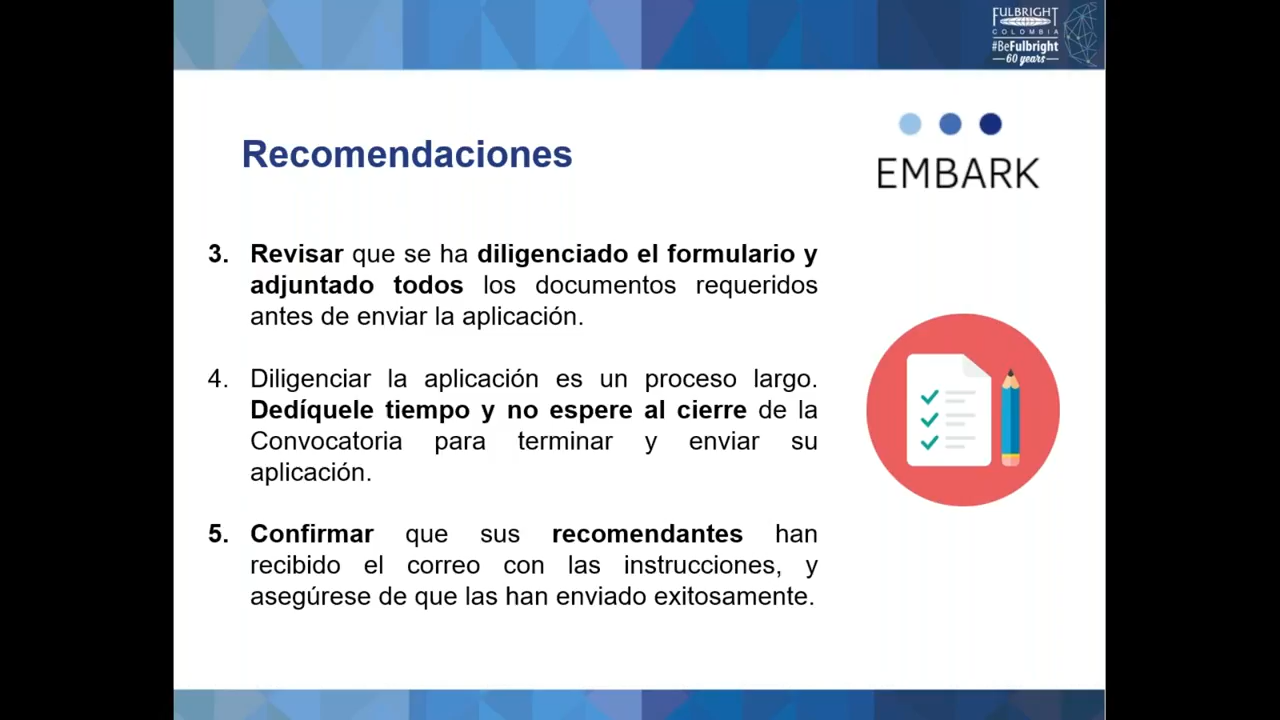 FULBRIGHT
COLOMBIA
#BeFulbright
60 years
Recomendaciones
EMBARK
3. Revisar que se ha diligenciado el formulario y
adjuntado todos los documentos requeridos
antes de enviar la aplicación.
4. Diligenciar la aplicación es un proceso largo.
Dedíquele tiempo y no espere al cierre de la
Convocatoria para terminar y enviar su
aplicación.
5. Confirmar que sus recomendantes han
recibido el correo con las instrucciones, y
asegúrese de que las han enviado exitosamente.